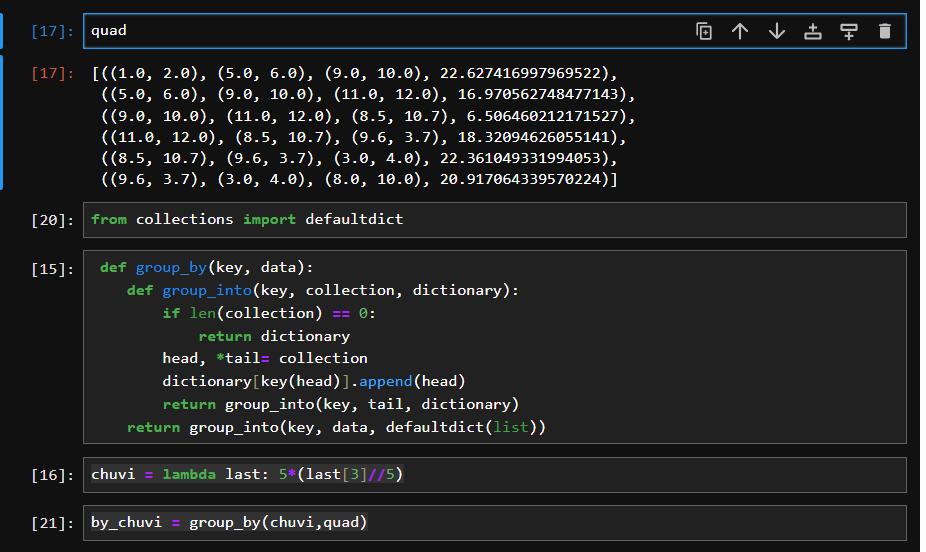 [17]: quad
[17]: [((1.0, 2.0), (5.0, 6.0), (9.0, 10.0), 22.627416997969522),
((5.0, 6.0), (9.0, 10.0), (11.0, 12.0), 16.970562748477143),
((9.0, 10.0), (11.0, 12.0), (8.5, 10.7), 6.506460212171527),
((11.0, 12.0), (8.5, 10.7), (9.6, 3.7), 18.32094626055141),
((8.5, 10.7), (9.6, 3.7), (3.0, 4.0), 22.361049331994053),
((9.6, 3.7), (3.0, 4.0), (8.0, 10.0), 20.917064339570224)]
[20]: from collections import defaultdict
[15]: def group_by(key, data):
def group_into(key, collection, dictionary):
if len(collection) == 0:
return dictionary
head, *tail= collection
dictionary[key(head)].append(head)
return group_into(key, tail, dictionary)
return group_into(key, data, defaultdict(list))
[16]: chuvi = lambda last: 5*(last[3]//5)
[21]: by_chuvi = group_by(chuvi,quad)